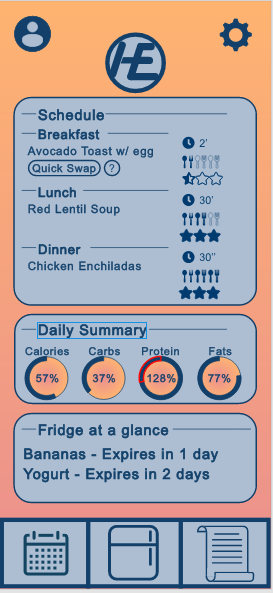 HE
Schedule
Breakfast
2'
Avocado Toast w/ egg
Quick Swap ?
Lunch
30'
Red Lentil Soup
Dinner
30"
Chicken Enchiladas
Daily Summary
Calories Carbs Protein Fats
57% 37% 128% 77%
Fridge at a glance
Bananas - Expires in 1 day
Yogurt - Expires in 2 days